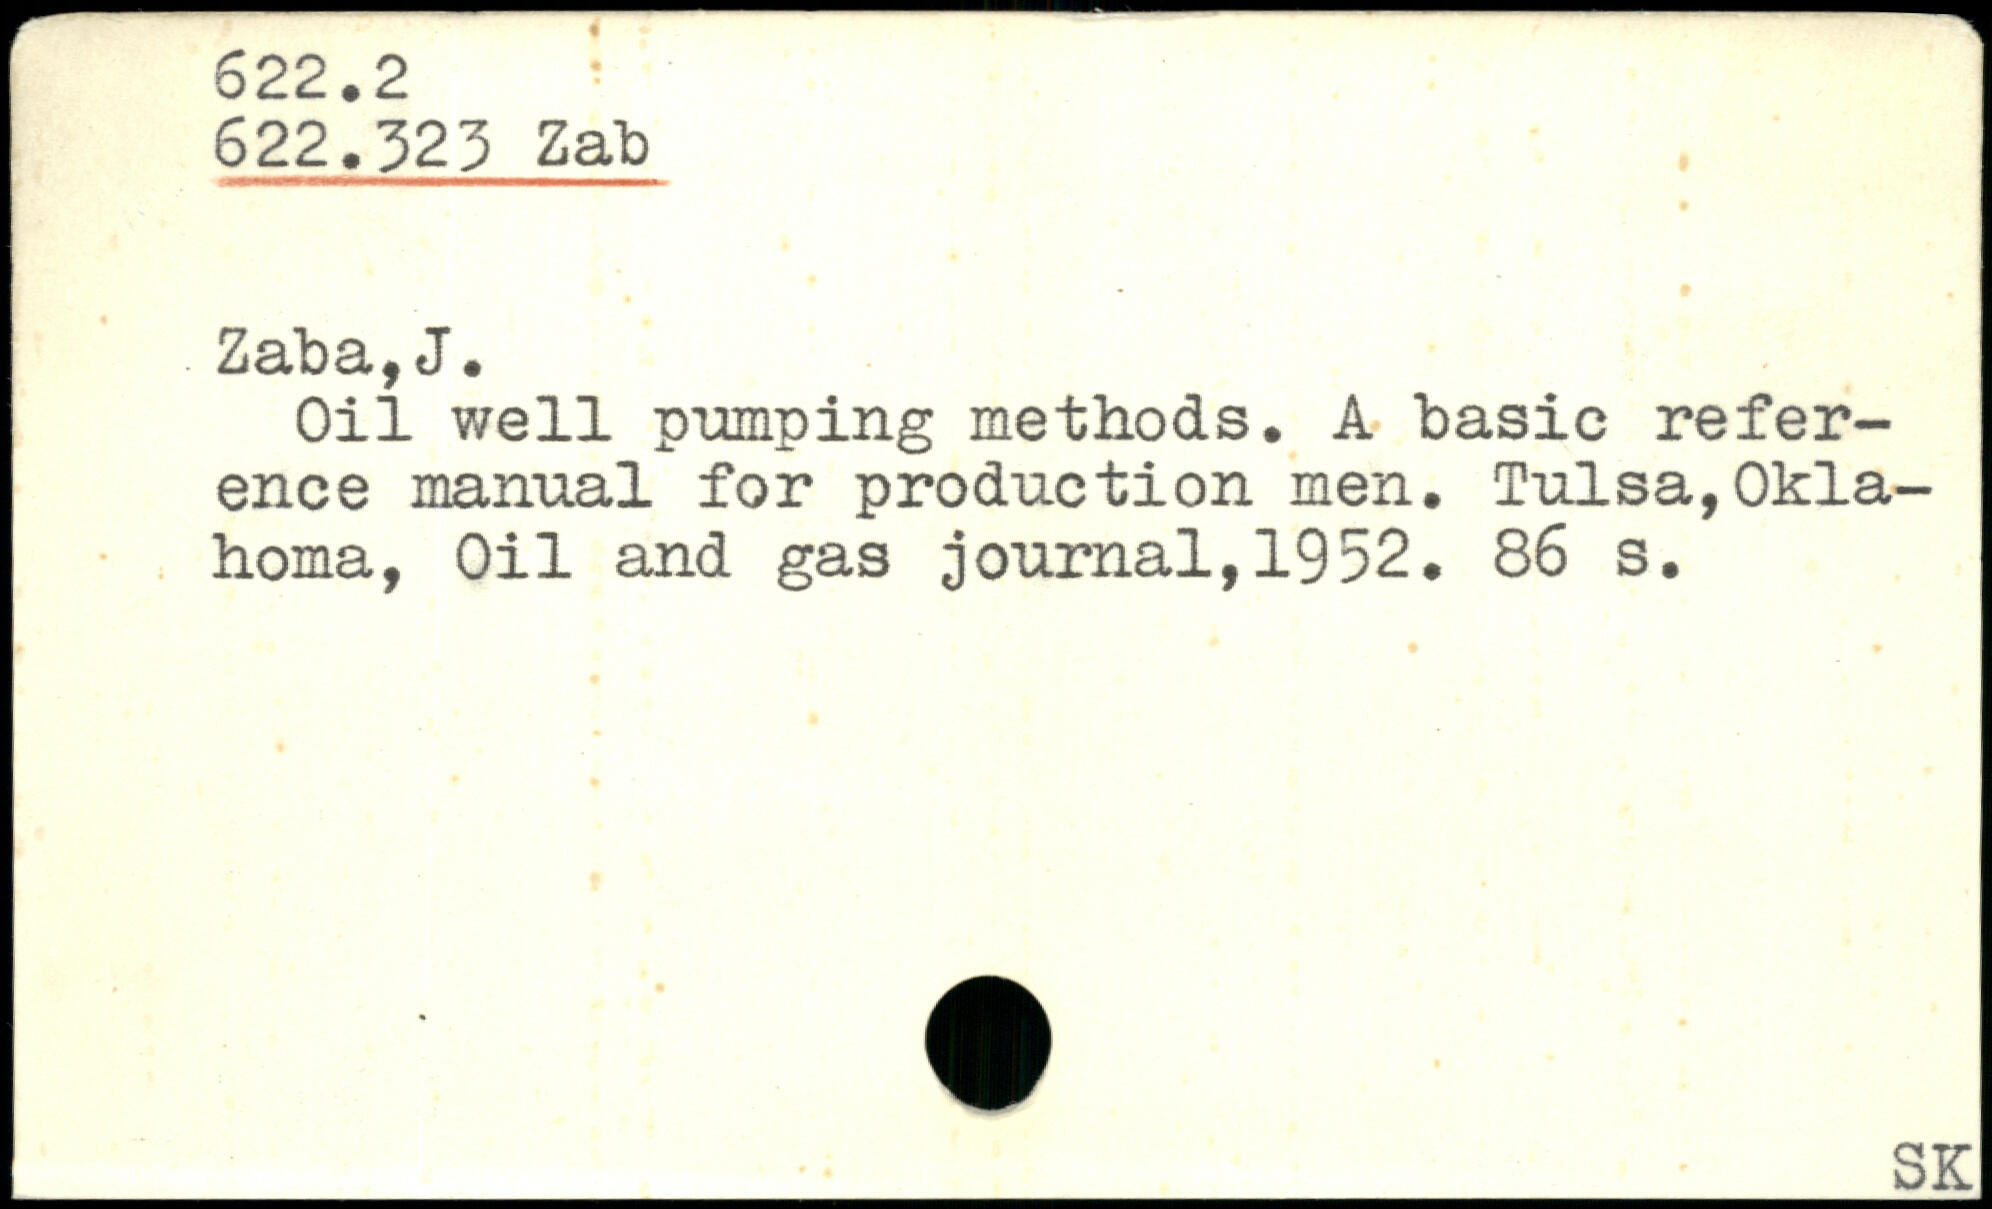 622.2
622.323 Zab
Zaba,J.
Oil well pumping methods. A basic refer-
ence manual for production men. Tulsa,Okla-
homa, Oil and gas journal,1952. 86 s.
SK